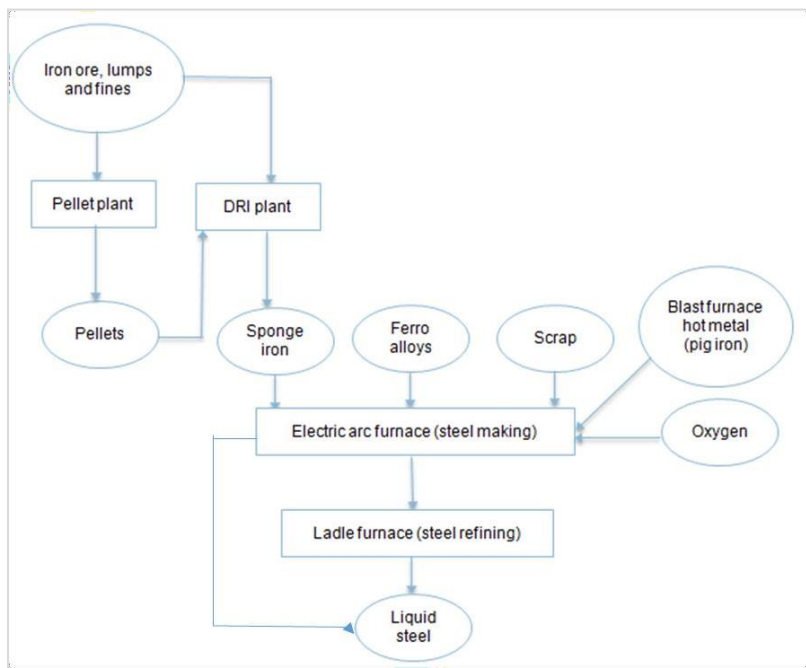 Iron ore, lumps
and fines
Pellet plant
DRI plant
Pellets
Sponge
iron
Ferro
alloys
Scrap
Blast furnace
hot metal
(pig iron)
Electric arc furnace (steel making)
Oxygen
Ladle furnace (steel refining)
Liquid
steel